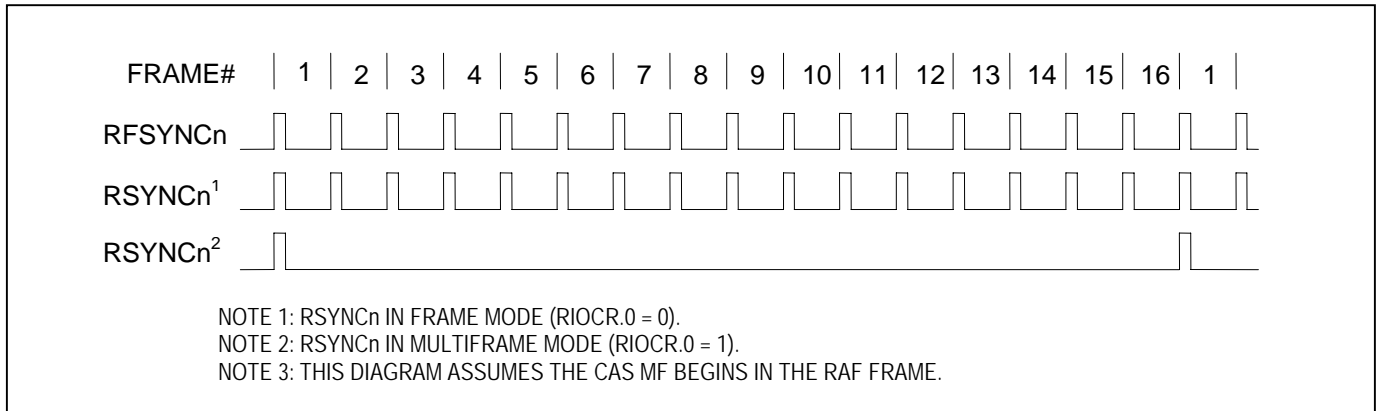 FRAME# 1 2 3 4 5 6 7 8 9 10 11 12 13 14 15 16 1
RFSYNCn
RSYNCn¹
RSYNCn²
NOTE 1: RSYNCn IN FRAME MODE (RIOCR.0 = 0).
NOTE 2: RSYNCn IN MULTIFRAME MODE (RIOCR.0 = 1).
NOTE 3: THIS DIAGRAM ASSUMES THE CAS MF BEGINS IN THE RAF FRAME.